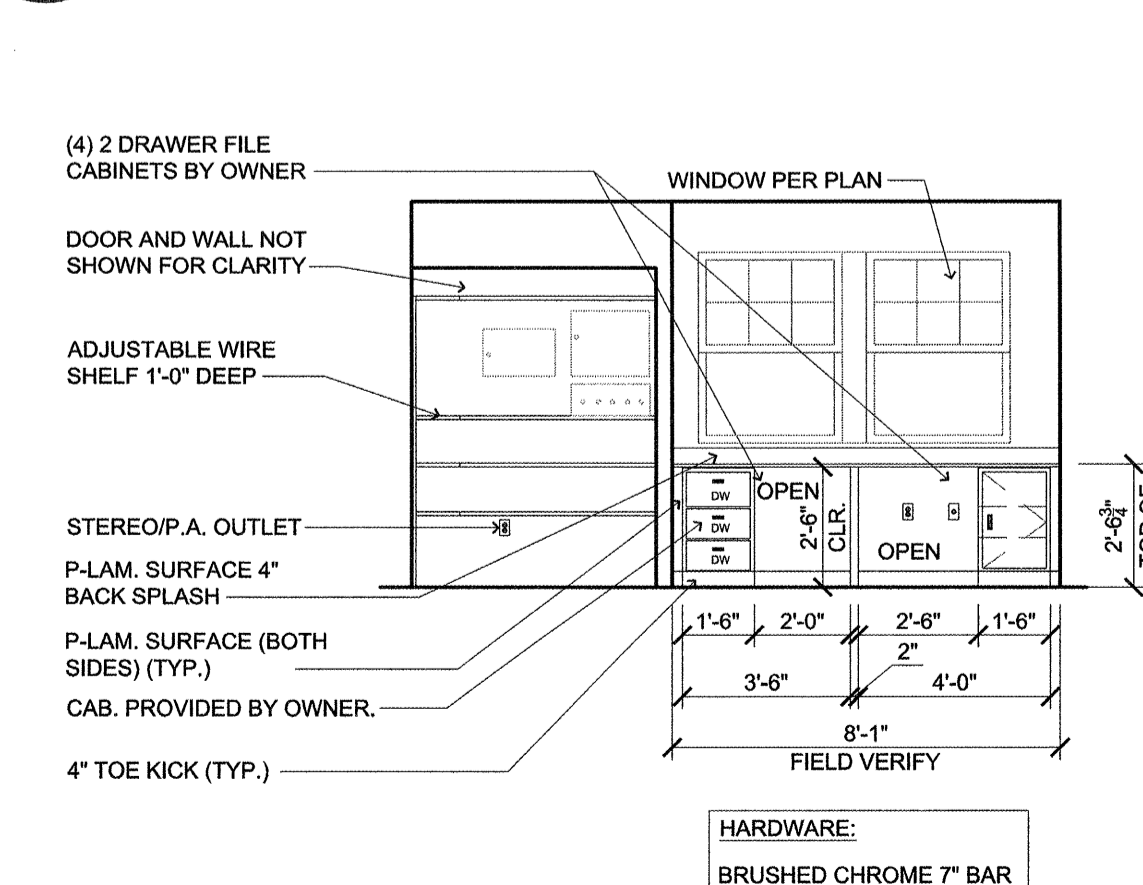 (4) 2 DRAWER FILE
CABINETS BY OWNER
WINDOW PER PLAN
DOOR AND WALL NOT
SHOWN FOR CLARITY
ADJUSTABLE WIRE
SHELF 1'-0" DEEP
STEREO/P.A. OUTLET
P-LAM. SURFACE 4"
BACK SPLASH
P-LAM. SURFACE (BOTH
SIDES) (TYP.)
CAB. PROVIDED BY OWNER.
4" TOE KICK (TYP.)
DW
DW
DW
OPEN
2'-6"
CLR.
OPEN
2'-6 3/4"
1'-6"
2'-0"
2'-6"
1'-6"
2"
3'-6"
4'-0"
8'-1"
FIELD VERIFY
HARDWARE:
BRUSHED CHROME 7" BAR